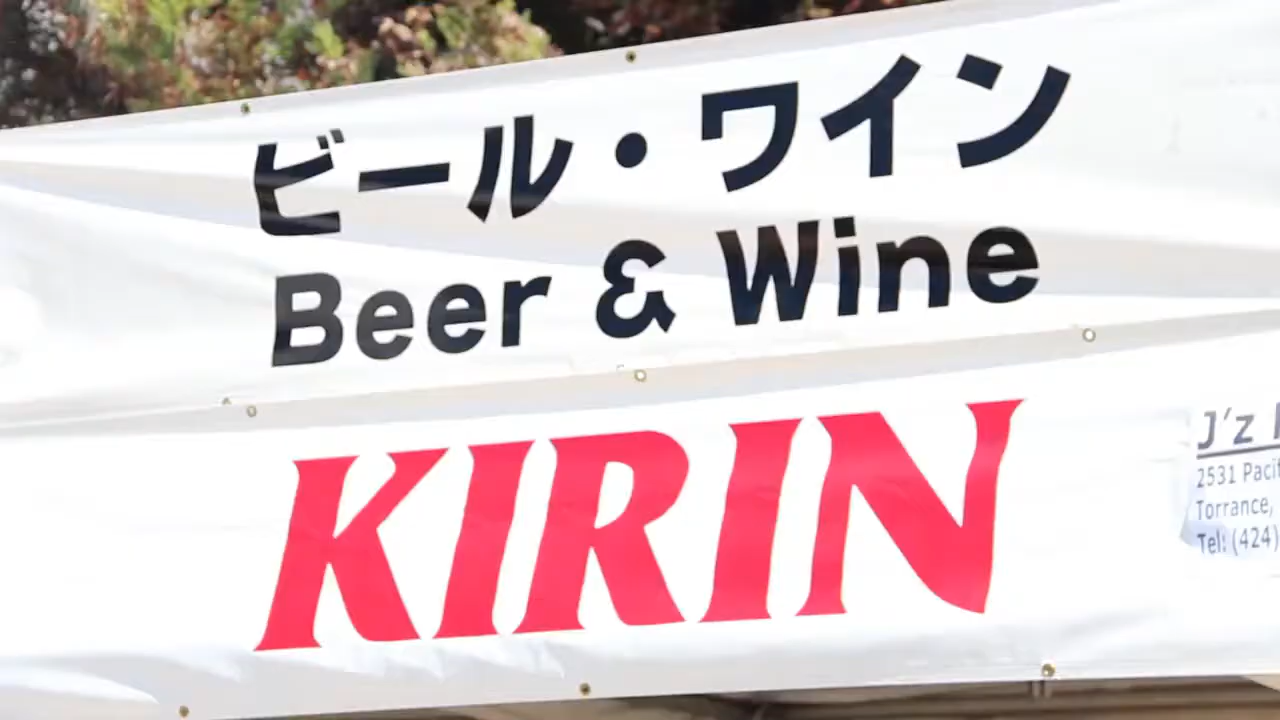 ビール・ワイン
Beer & Wine
KIRIN
J'z
2531
Torrance,
Tel: (424)